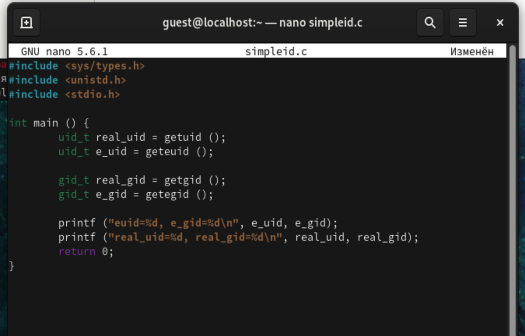 guest@localhost:~ — nano simpleid.c
GNU nano 5.6.1 simpleid.c Изменён
#include <sys/types.h>
#include <unistd.h>
#include <stdio.h>
int main () {
uid_t real_uid = getuid ();
uid_t e_uid = geteuid ();
gid_t real_gid = getgid ();
gid_t e_gid = getegid ();
printf ("euid=%d, e_gid=%d\n", e_uid, e_gid);
printf ("real_uid=%d, real_gid=%d\n", real_uid, real_gid);
return 0;
}